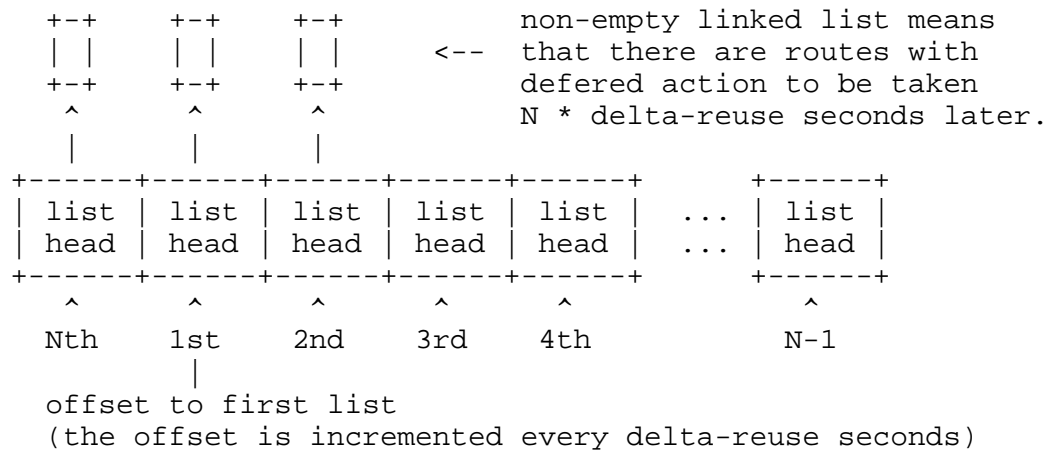 +-+ +-+ +-+ non-empty linked list means
| | | | | | <-- that there are routes with
+-+ +-+ +-+ defered action to be taken
^ ^ ^ N * delta-reuse seconds later.
| | |
+------+------+------+------+------+ +------+
| list | list | list | list | list | ... | list |
| head | head | head | head | head | ... | head |
+------+------+------+------+------+ +------+
^ ^ ^ ^ ^ ^
Nth 1st 2nd 3rd 4th N-1
|
offset to first list
(the offset is incremented every delta-reuse seconds)